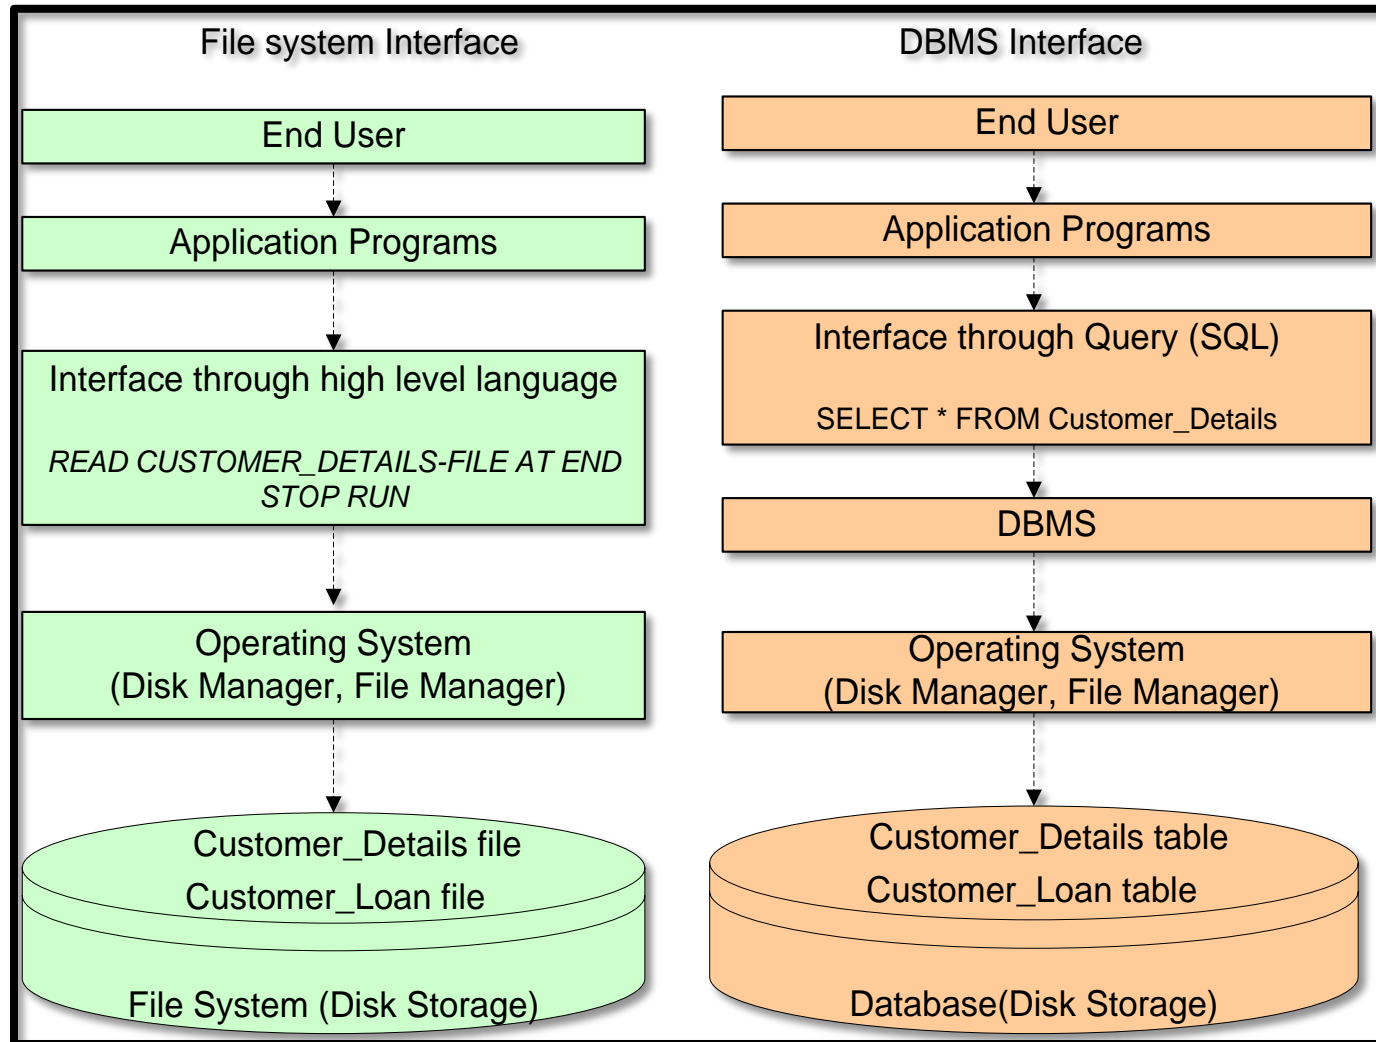 File system Interface
End User
Application Programs
Interface through high level language
READ CUSTOMER_DETAILS-FILE AT END
STOP RUN
Operating System
(Disk Manager, File Manager)
Customer_Details file
Customer_Loan file
File System (Disk Storage)
DBMS Interface
End User
Application Programs
Interface through Query (SQL)
SELECT * FROM Customer_Details
DBMS
Operating System
(Disk Manager, File Manager)
Customer_Details table
Customer_Loan table
Database(Disk Storage)